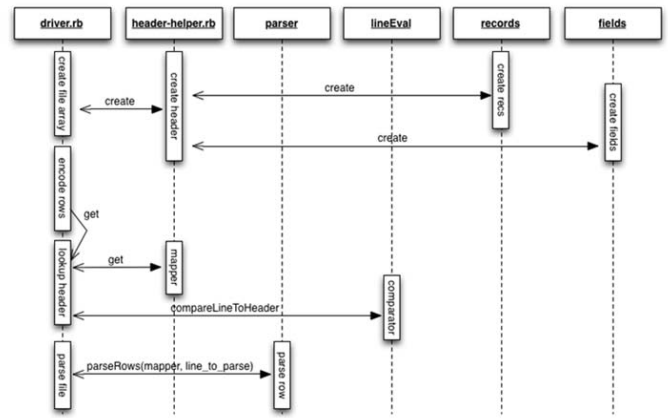 driver.rb
header-helper.rb
parser
lineEval
records
fields
create file array
create
create header
create
create recs
create
create fields
encode rows
get
lookup header
get
mapper
compareLineToHeader
comparator
parse file
parseRows(mapper, line_to_parse)
parse row